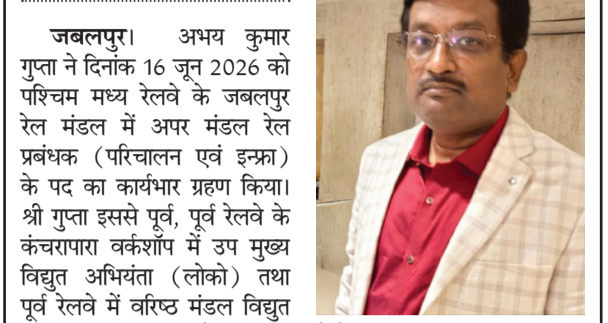 जबलपुर। अभय कुमार
गुप्ता ने दिनांक 16 जून 2026 को
पश्चिम मध्य रेलवे के जबलपुर
रेल मंडल में अपर मंडल रेल
प्रबंधक (परिचालन एवं इन्फ्रा)
के पद का कार्यभार ग्रहण किया।
श्री गुप्ता इससे पूर्व, पूर्व रेलवे के
कंचरापारा वर्कशॉप में उप मुख्य
विद्युत अभियंता (लोको) तथा
पूर्व रेलवे में वरिष्ठ मंडल विद्युत